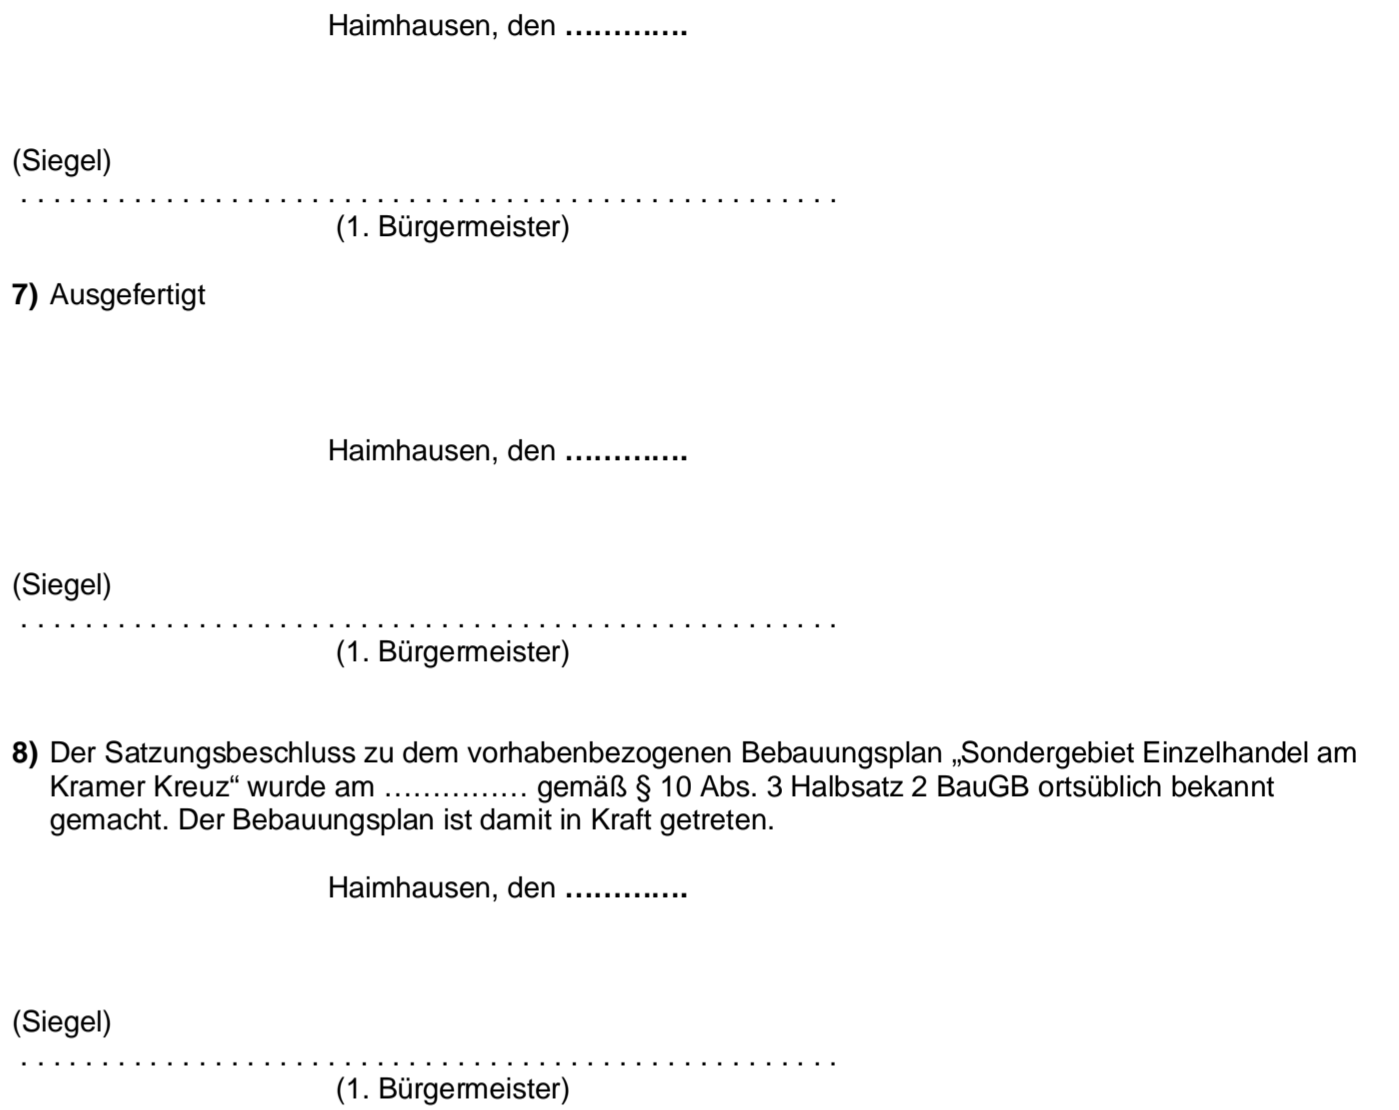 Haimhausen, den .............
(Siegel)
. . . . . . . . . . . . . . . . . . . . . . . . . . . . . . . . . . . . . . . . . . . . . . . . . . .
(1. Bürgermeister)
7) Ausgefertigt
Haimhausen, den .............
(Siegel)
. . . . . . . . . . . . . . . . . . . . . . . . . . . . . . . . . . . . . . . . . . . . . . . . . . .
(1. Bürgermeister)
8) Der Satzungsbeschluss zu dem vorhabenbezogenen Bebauungsplan „Sondergebiet Einzelhandel am
Kramer Kreuz“ wurde am ............... gemäß § 10 Abs. 3 Halbsatz 2 BauGB ortsüblich bekannt
gemacht. Der Bebauungsplan ist damit in Kraft getreten.
Haimhausen, den .............
(Siegel)
. . . . . . . . . . . . . . . . . . . . . . . . . . . . . . . . . . . . . . . . . . . . . . . . . . .
(1. Bürgermeister)